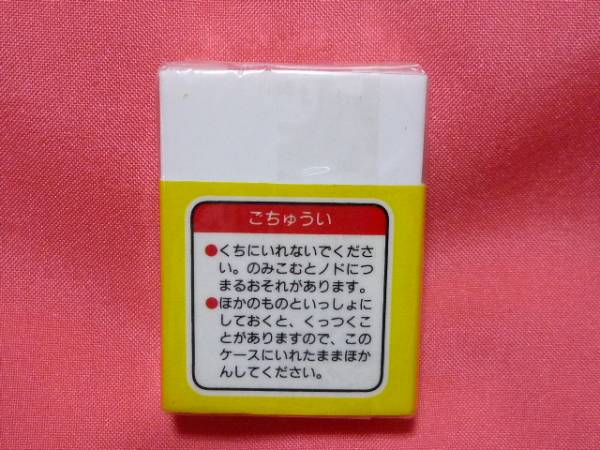 ごちゅうい
●くちにいれないでくださ
い。のみこむとノドにつ
まるおそれがあります。
●ほかのものといっしょに
しておくと、くっつくこ
とがありますので、この
ケースにいれたままほか
んしてください。